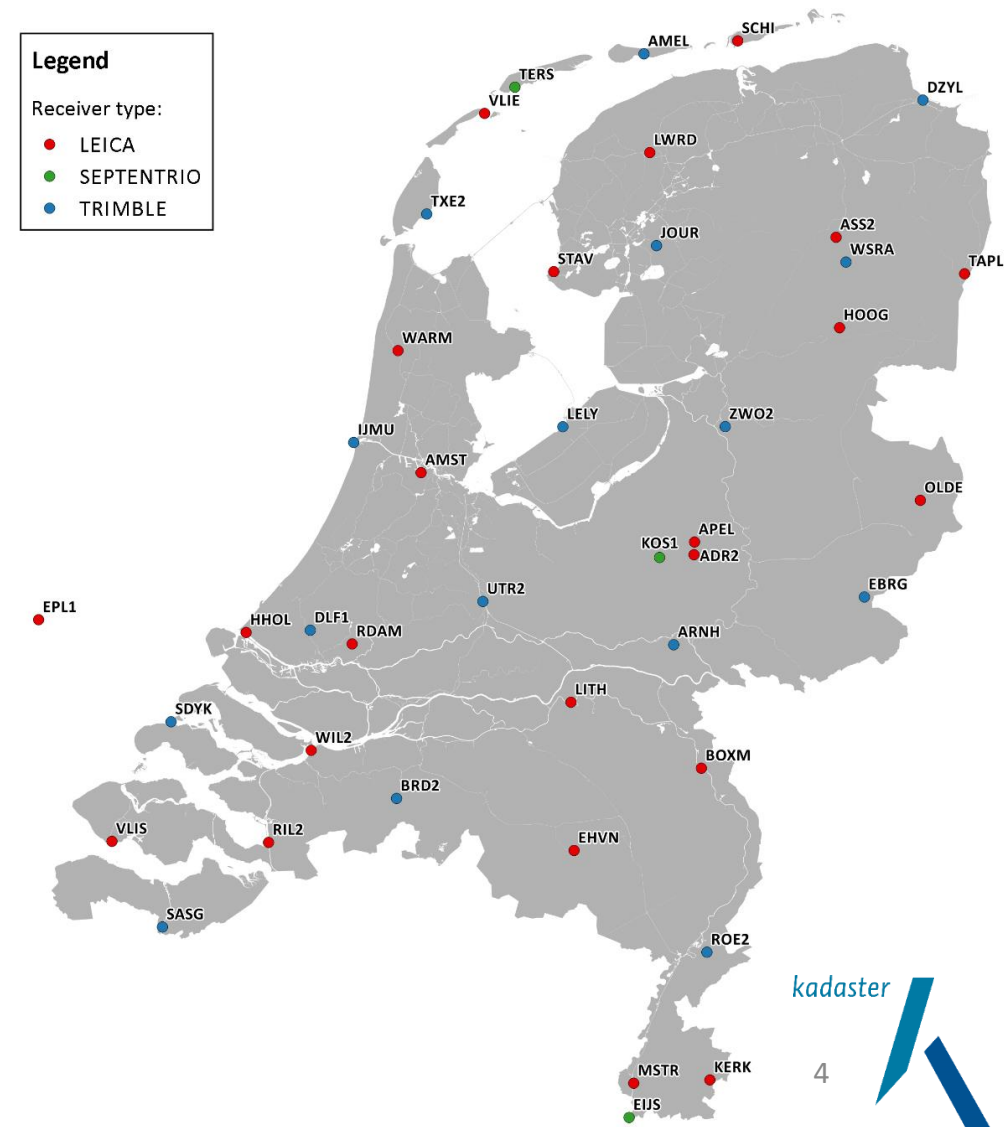 Legend
Receiver type:
LEICA
SEPTENTRIO
TRIMBLE
SCHI
AMEL
TERS
DZYL
VLIE
LWRD
TXE2
ASS2
JOUR
WSRA
STAV
TAPL
HOOG
WARM
LELY
ZWO2
IJMU
AMST
OLDE
APEL
KOS1
ADR2
EBRG
UTR2
EPL1
HHOL
DLF1
RDAM
ARNH
LITH
SDYK
WIL2
BOXM
BRD2
VLIS
RIL2
EHVN
SASG
ROE2
kadaster
MSTR
KERK
4
EIJS